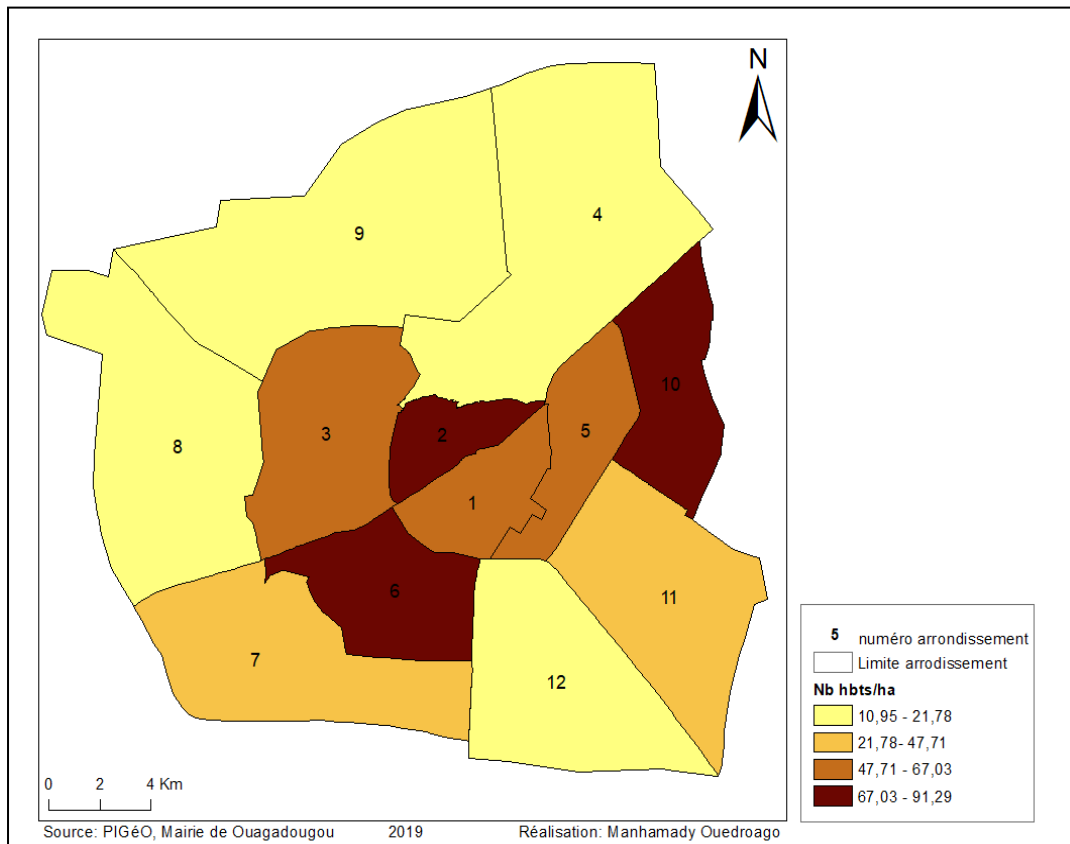 N
4
9
10
3
2
5
8
1
6
11
7
12
5 numéro arrondissement
Limite arrodissement
Nb hbts/ha
10,95 - 21,78
21,78- 47,71
47,71 - 67,03
67,03 - 91,29
0 2 4 Km
Source: PIGéO, Mairie de Ouagadougou 2019 Réalisation: Manhamady Ouedroago